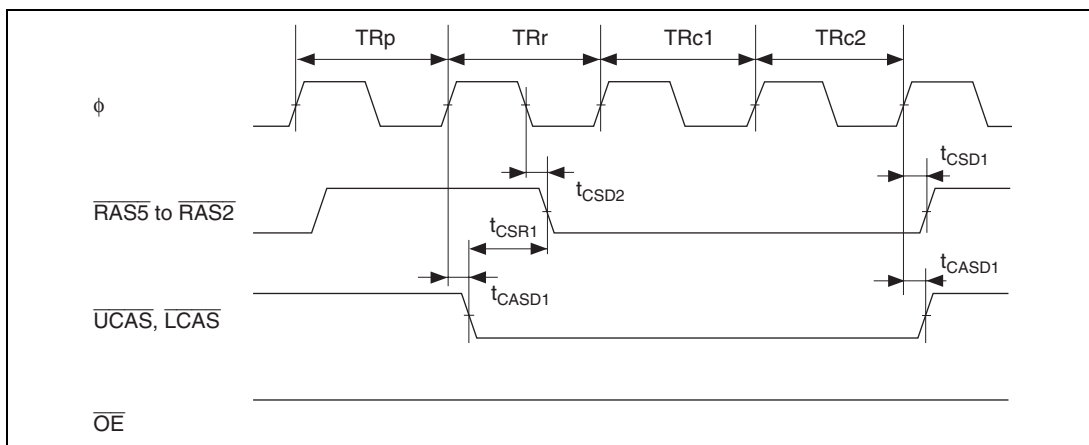 TRp TRr TRc1 TRc2
ϕ
tCSD1
tCSD2
RAS5 to RAS2
tCSR1
tCASD1 tCASD1
UCAS, LCAS
OE